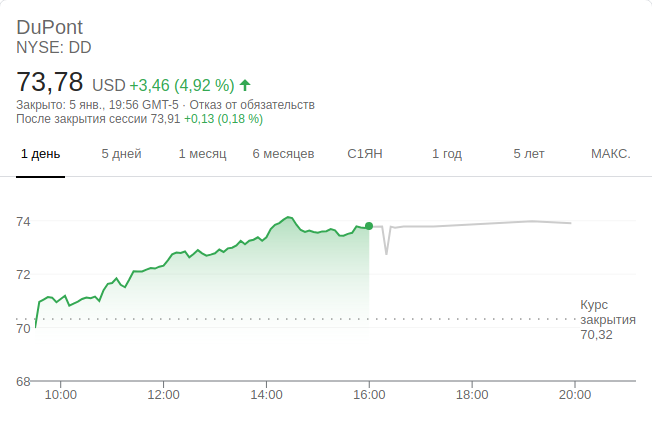 DuPont
NYSE: DD
73,78 USD +3,46 (4,92 %)
Закрыто: 5 янв., 19:56 GMT-5 · Отказ от обязательств
После закрытия сессии 73,91 +0,13 (0,18 %)
1 день 5 дней 1 месяц 6 месяцев С1ЯН 1 год 5 лет МАКС.
74
72
70
68
Курс
закрытия
70,32
10:00 12:00 14:00 16:00 18:00 20:00